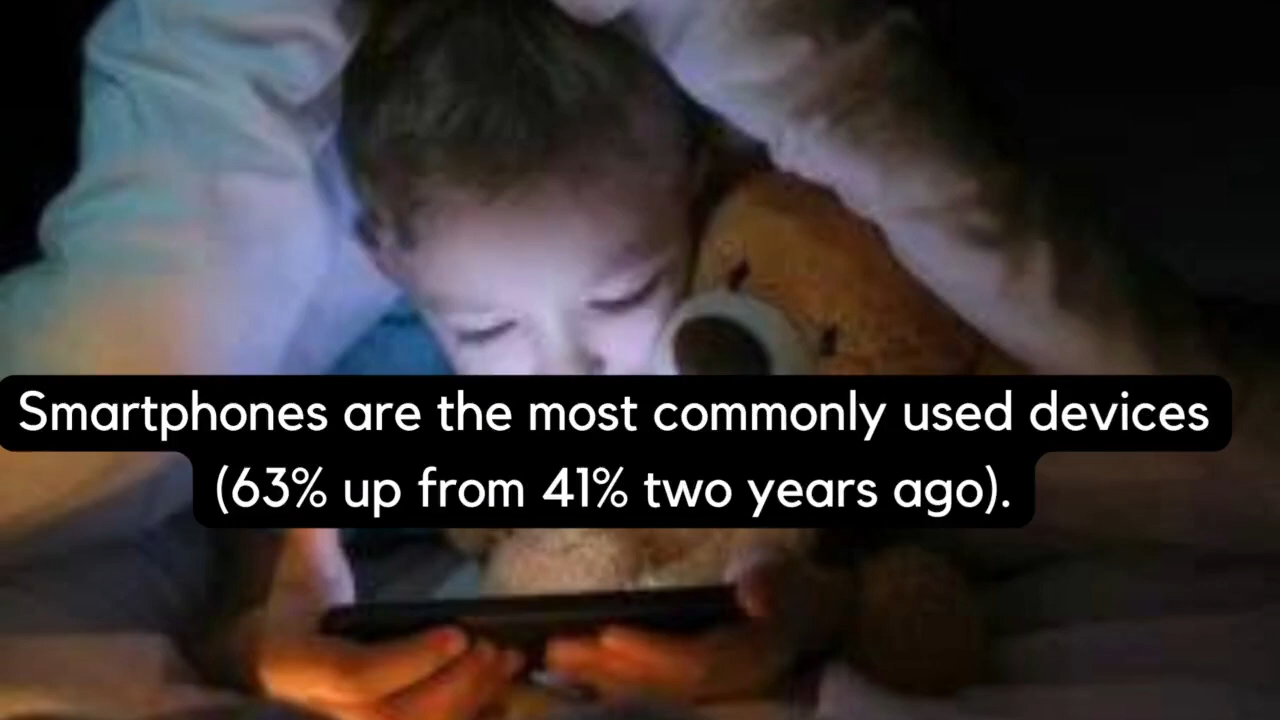 Smartphones are the most commonly used devices
(63% up from 41% two years ago).